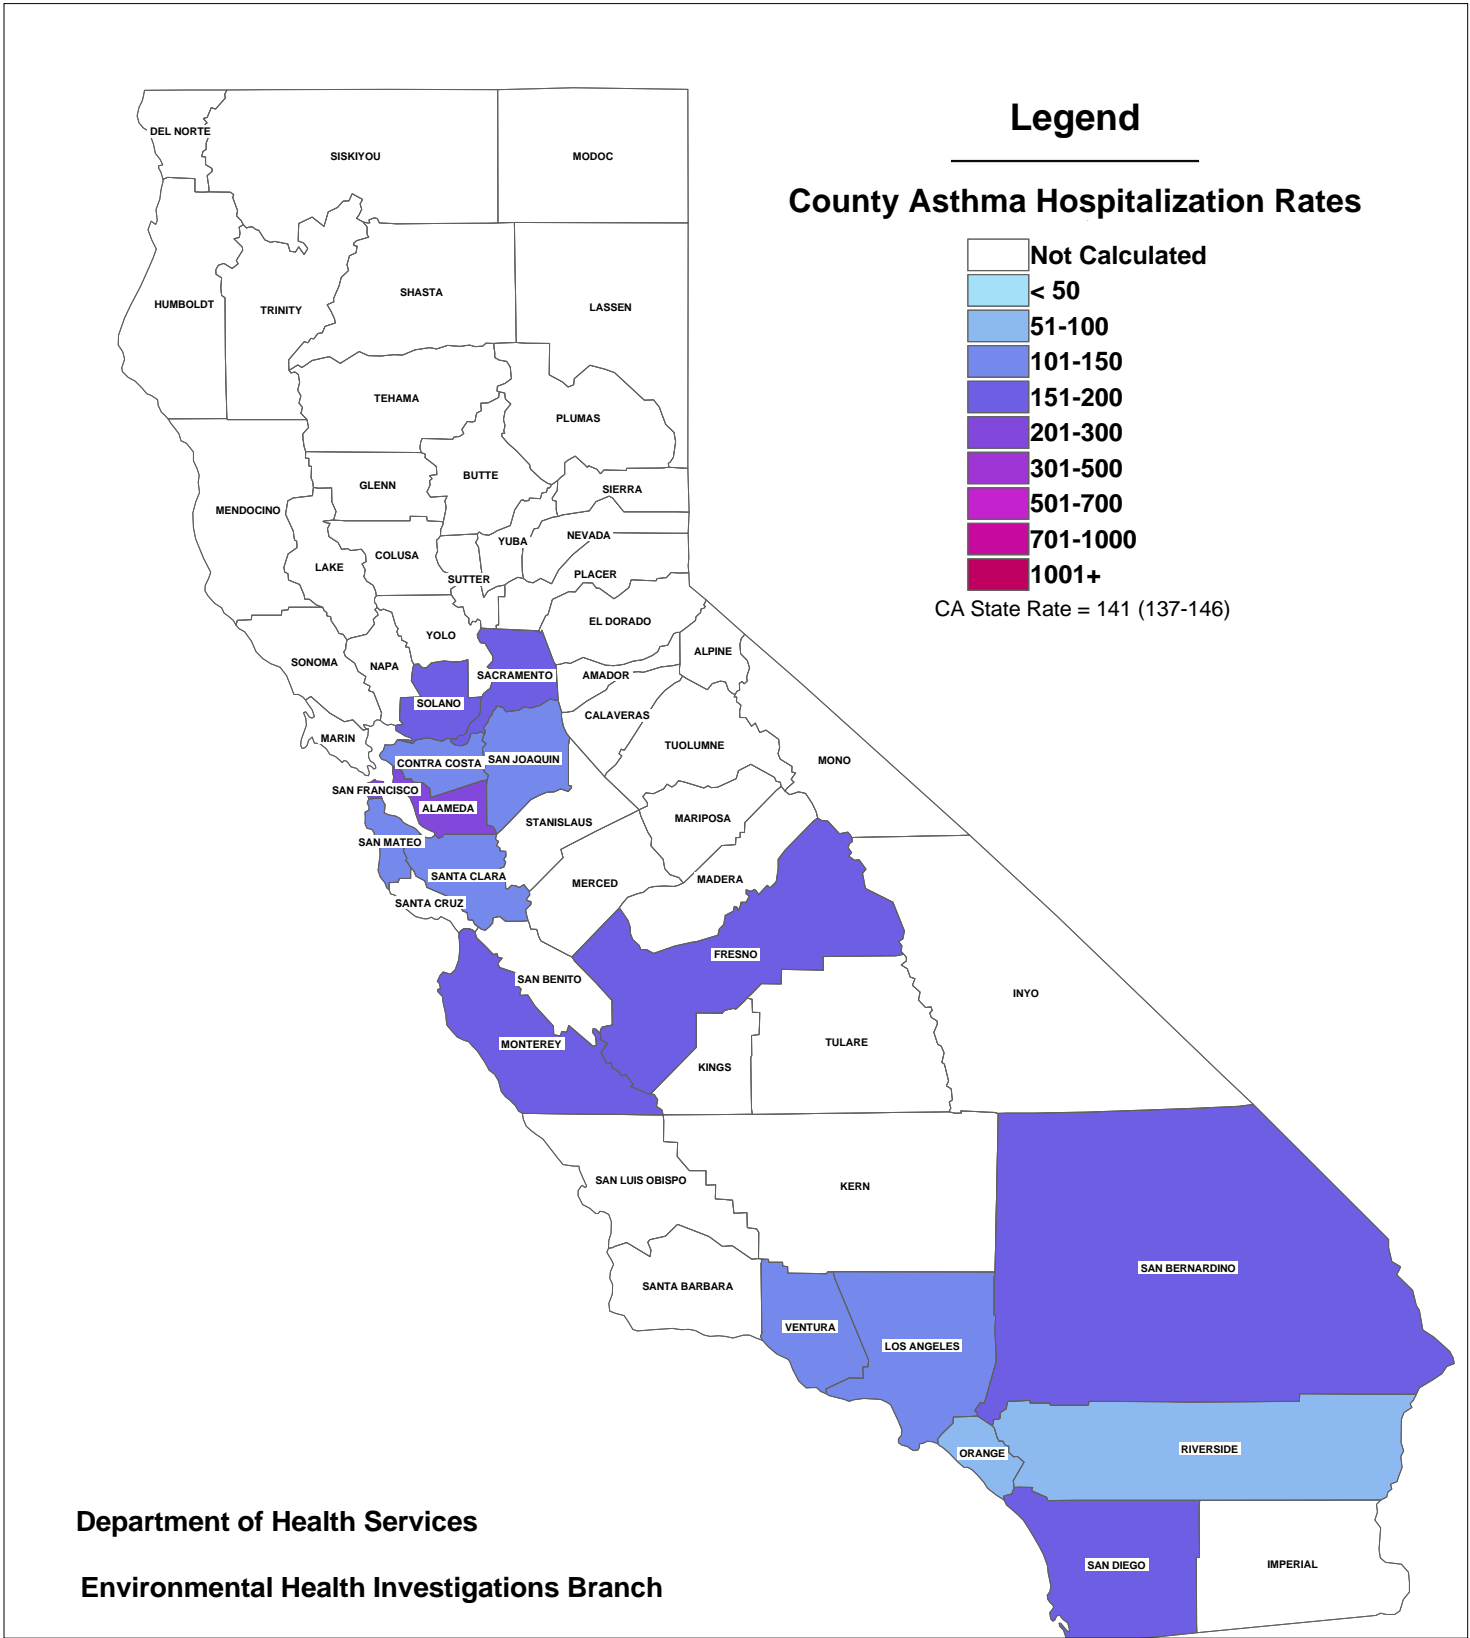 Legend
County Asthma Hospitalization Rates
Not Calculated
< 50
51-100
101-150
151-200
201-300
301-500
501-700
701-1000
1001+
CA State Rate = 141 (137-146)
DEL NORTE
SISKIYOU
MODOC
HUMBOLDT
TRINITY
SHASTA
LASSEN
TEHAMA
PLUMAS
MENDOCINO
GLENN
BUTTE
SIERRA
LAKE
COLUSA
SUTTER
YUBA
NEVADA
PLACER
SONOMA
NAPA
YOLO
SACRAMENTO
EL DORADO
AMADOR
ALPINE
SOLANO
CALAVERAS
MARIN
CONTRA COSTA
SAN JOAQUIN
TUOLUMNE
MONO
SAN FRANCISCO
ALAMEDA
STANISLAUS
MARIPOSA
SAN MATEO
SANTA CLARA
MERCED
MADERA
SANTA CRUZ
SAN BENITO
FRESNO
INYO
MONTEREY
KINGS
TULARE
SAN LUIS OBISPO
KERN
SANTA BARBARA
SAN BERNARDINO
VENTURA
LOS ANGELES
ORANGE
RIVERSIDE
SAN DIEGO
IMPERIAL
Department of Health Services
Environmental Health Investigations Branch